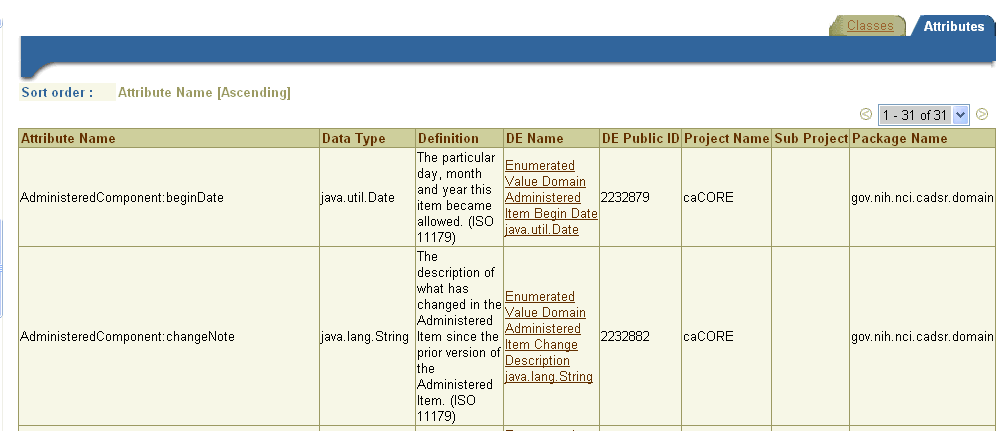 Classes
Attributes
Sort order :
Attribute Name [Ascending]
1 - 31 of 31
Attribute Name
Data Type
Definition
DE Name
DE Public ID
Project Name
Sub Project
Package Name
AdministeredComponent:beginDate
java.util.Date
The particular
day, month
and year this
item became
allowed. (ISO
11179)
Enumerated
Value Domain
Administered
Item Begin Date
java.util.Date
2232879
caCORE
gov.nih.nci.cadsr.domain
AdministeredComponent:changeNote
java.lang.String
The
description of
what has
changed in the
Administered
Item since the
prior version of
the
Administered
Item. (ISO
11179)
Enumerated
Value Domain
Administered
Item Change
Description
java.lang.String
2232882
caCORE
gov.nih.nci.cadsr.domain